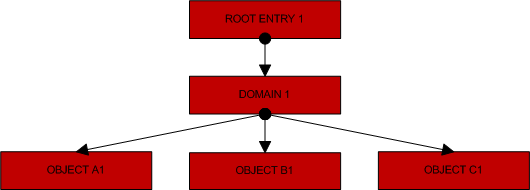 ROOT ENTRY 1
DOMAIN 1
OBJECT A1
OBJECT B1
OBJECT C1